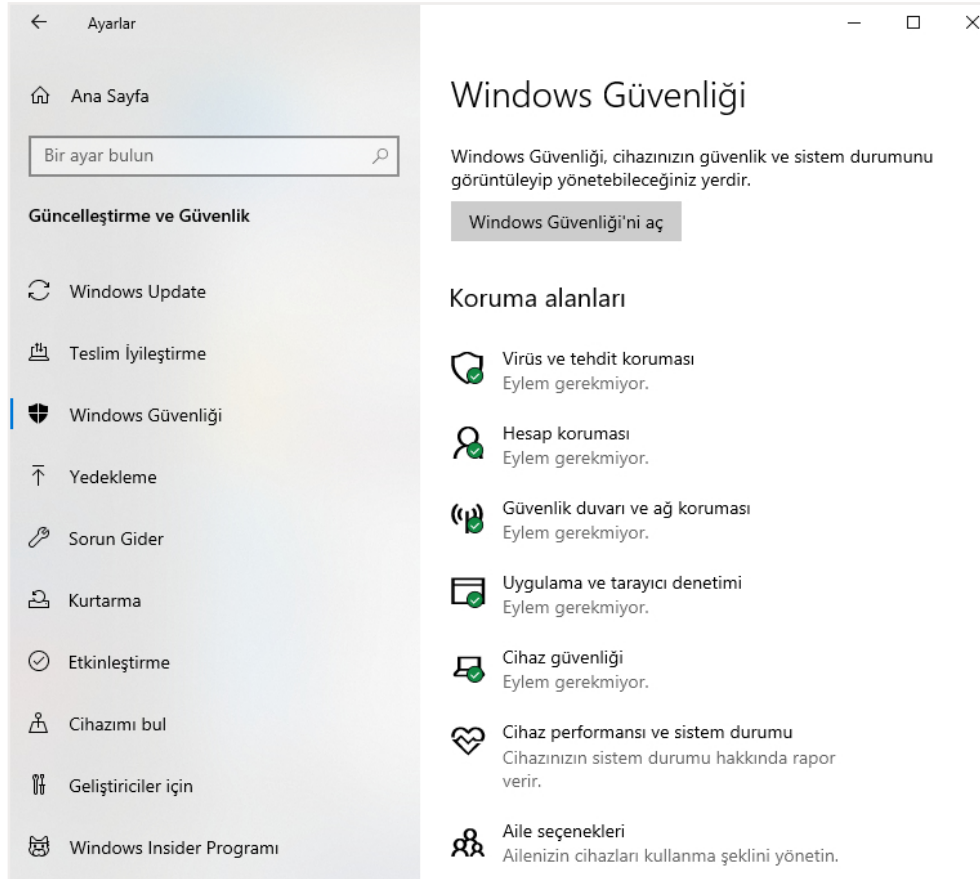 Ayarlar
Ana Sayfa
Bir ayar bulun
Güncelleştirme ve Güvenlik
Windows Update
Teslim İyileştirme
Windows Güvenliği
Yedekleme
Sorun Gider
Kurtarma
Etkinleştirme
Cihazımı bul
Geliştiriciler için
Windows Insider Programı
Windows Güvenliği
Windows Güvenliği, cihazınızın güvenlik ve sistem durumunu
görüntüleyip yönetebileceğiniz yerdir.
Windows Güvenliği'ni aç
Koruma alanları
Virüs ve tehdit koruması
Eylem gerekmiyor.
Hesap koruması
Eylem gerekmiyor.
Güvenlik duvarı ve ağ koruması
Eylem gerekmiyor.
Uygulama ve tarayıcı denetimi
Eylem gerekmiyor.
Cihaz güvenliği
Eylem gerekmiyor.
Cihaz performansı ve sistem durumu
Cihazınızın sistem durumu hakkında rapor
verir.
Aile seçenekleri
Ailenizin cihazları kullanma şeklini yönetin.